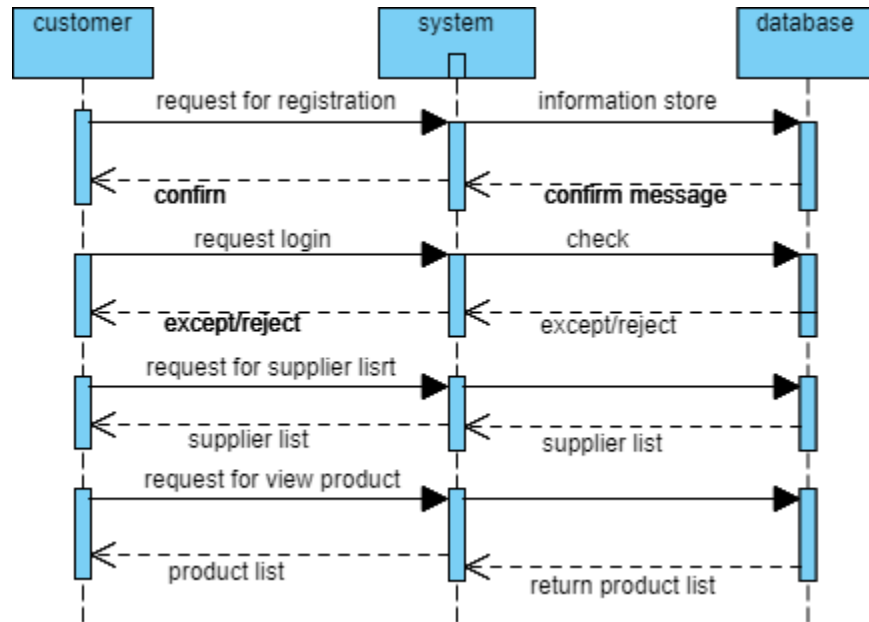 customer
system
database
request for registration
information store
confirn
confirm message
request login
check
except/reject
except/reject
request for supplier lisrt
supplier list
supplier list
request for view product
product list
return product list